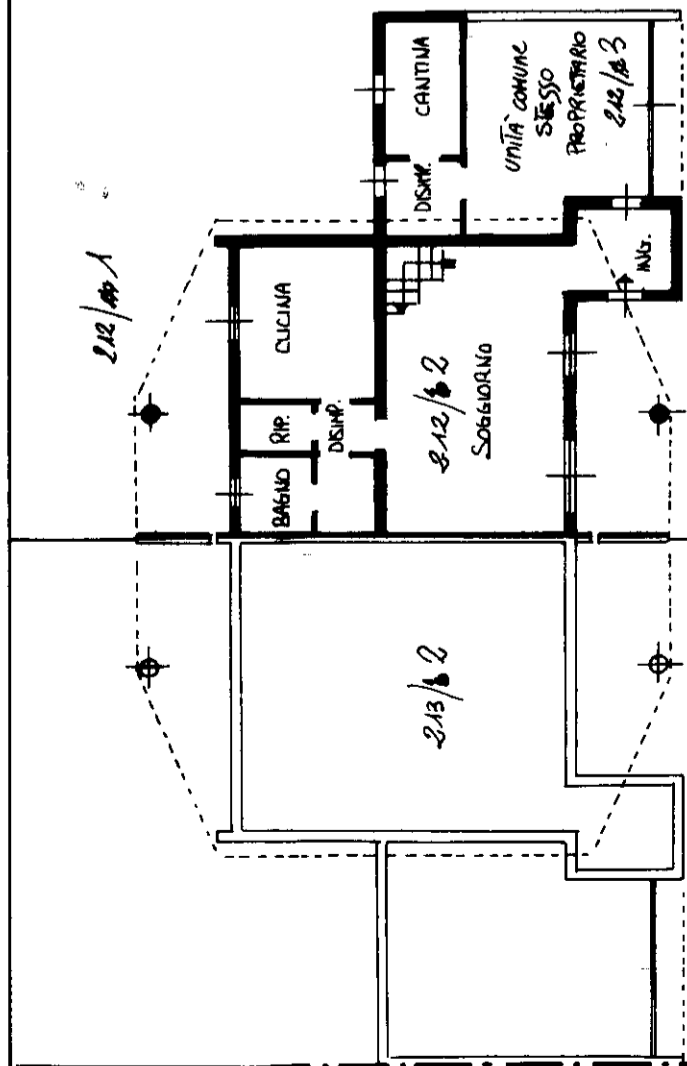 CANTINA
DISIMP.
UNITA' COMUNE
STESSO
PROPRIETARIO
212/3
ING.
212/1
CUCINA
RIP.
DISIMP.
BAGNO
212/2
SOGGIORNO
213/2